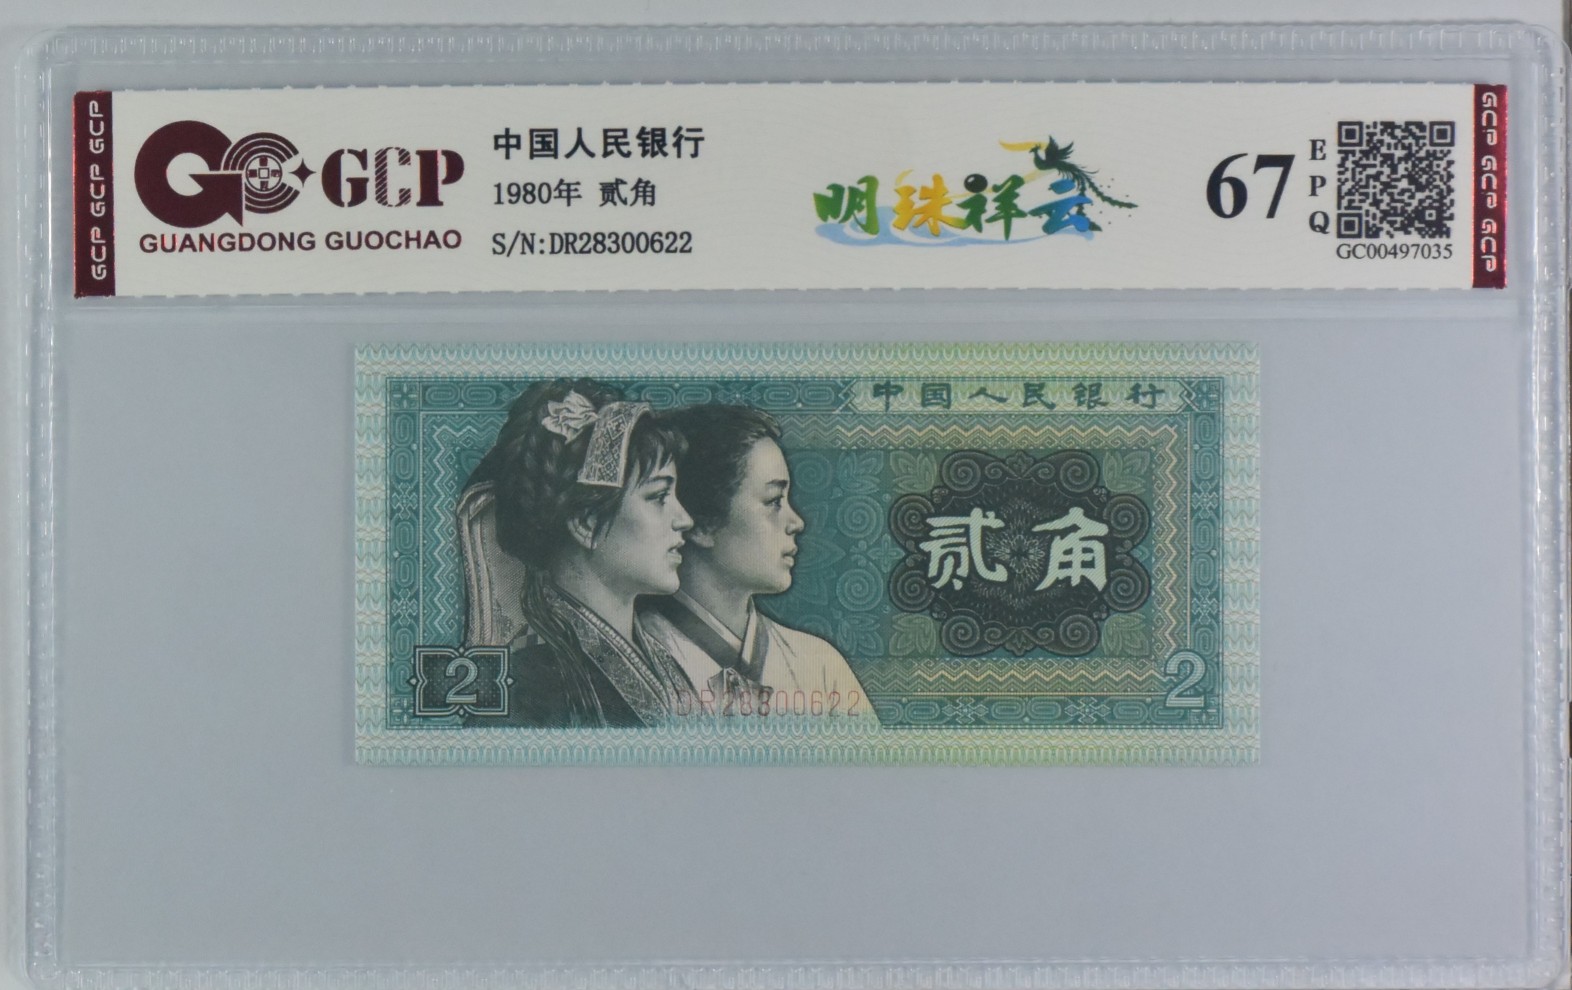 GCP GCP GCP
GCP
GUANGDONG GUOCHAO
中国人民银行
1980年 贰角
S/N:DR28300622
明珠祥云
67
EPQ
GC00497035
GCP GCP GCP
中国人民银行
贰角
2
2
DR28300622